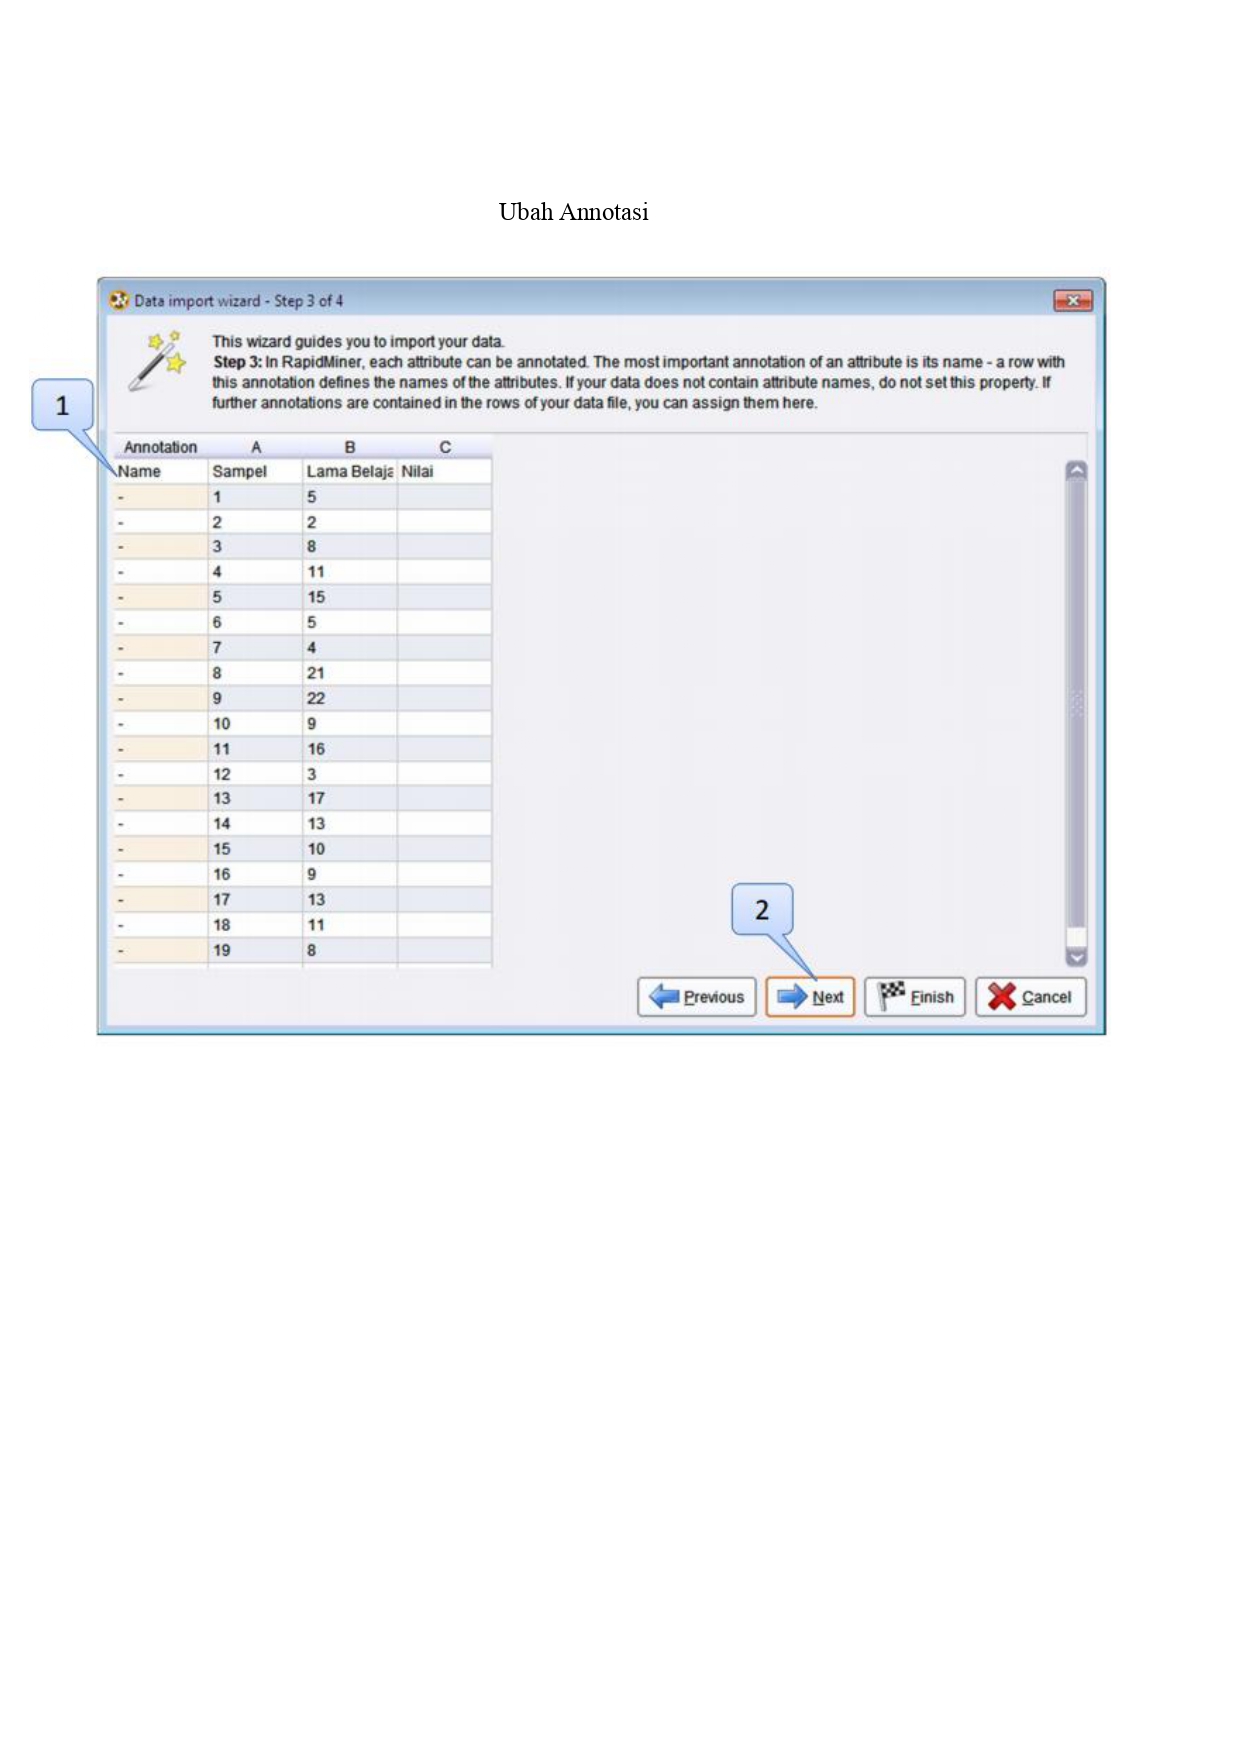 Ubah Annotasi
Data import wizard - Step 3 of 4
This wizard guides you to import your data.
Step 3: In RapidMiner, each attribute can be annotated. The most important annotation of an attribute is its name - a row with
this annotation defines the names of the attributes. If your data does not contain attribute names, do not set this property. If
further annotations are contained in the rows of your data file, you can assign them here.
1
Annotation A B C
Name Sampel Lama Belaja Nilai
- 1 5
- 2 2
- 3 8
- 4 11
- 5 15
- 6 5
- 7 4
- 8 21
- 9 22
- 10 9
- 11 16
- 12 3
- 13 17
- 14 13
- 15 10
- 16 9
- 17 13
- 18 11
- 19 8
2
Previous Next Finish Cancel